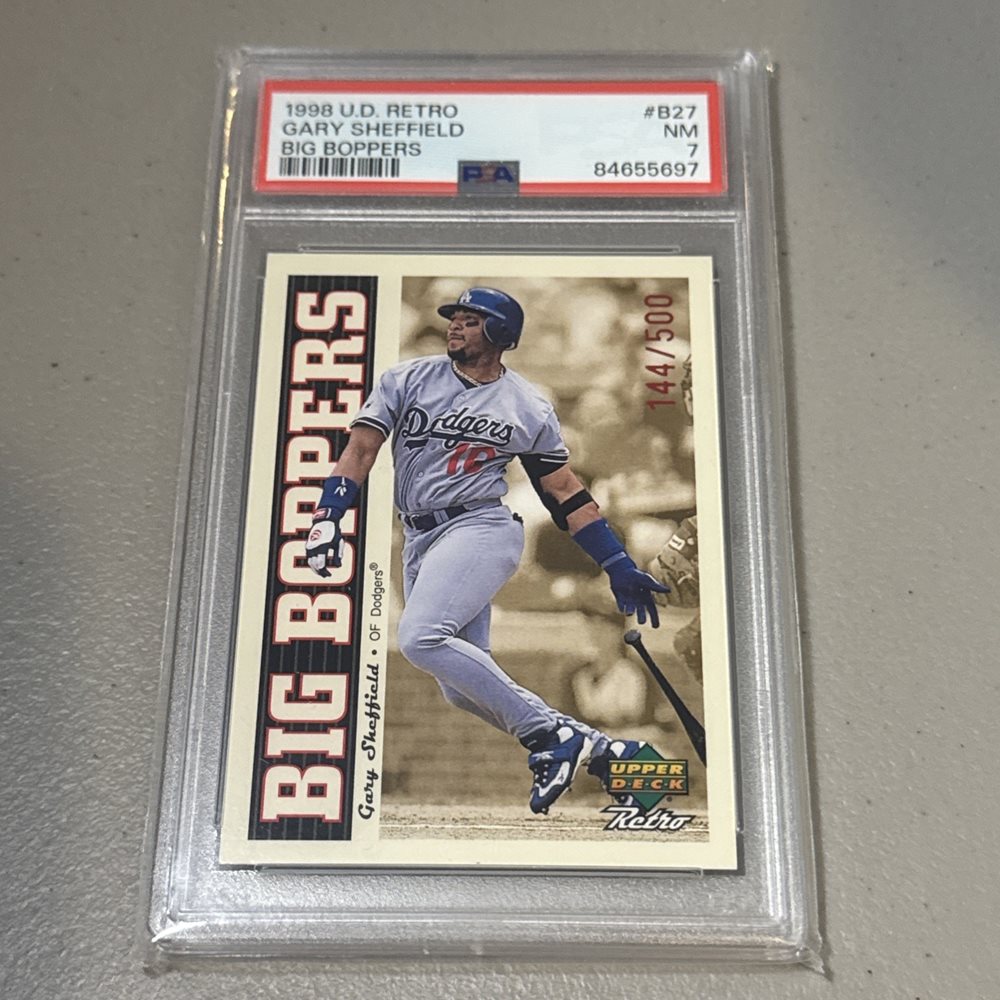 1998 U.D. RETRO #B27
GARY SHEFFIELD NM
BIG BOPPERS 7
PSA 84655697
BIG BOPPERS
Gary Sheffield • OF Dodgers®
144/500
LA
Dodgers
10
UPPER
D·E·C·K
Retro